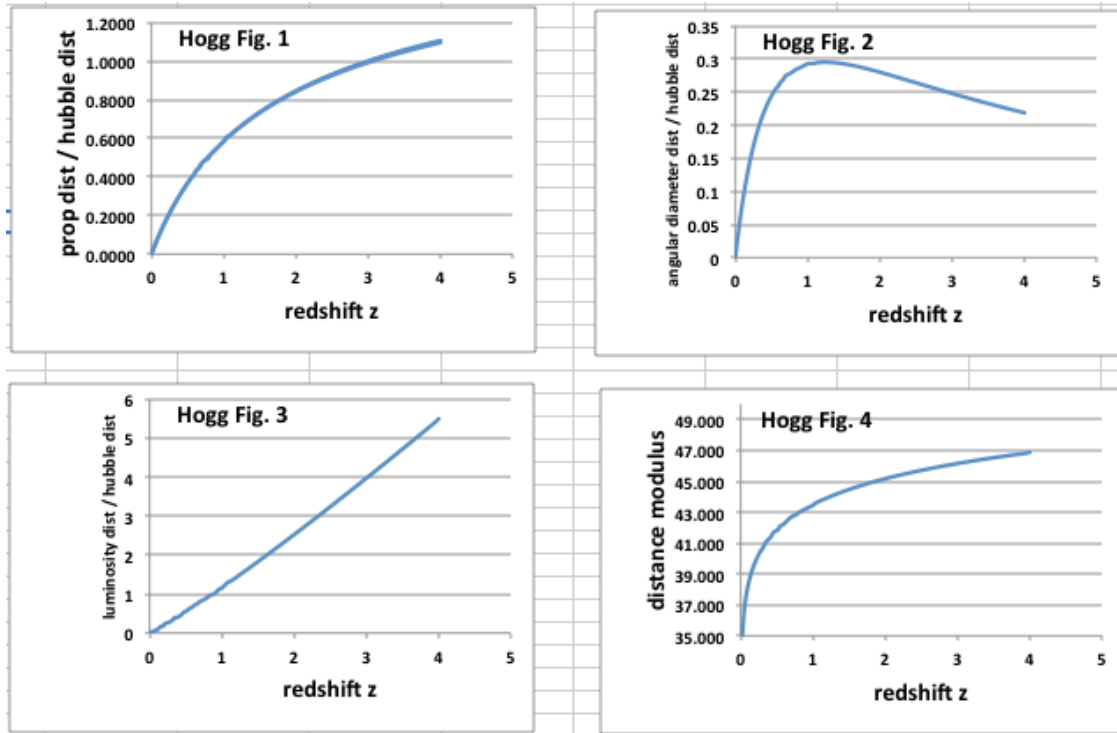 Hogg Fig. 1
prop dist / hubble dist
1.2000
1.0000
0.8000
0.6000
0.4000
0.2000
0.0000
0 1 2 3 4 5
redshift z
Hogg Fig. 2
angular diameter dist / hubble dist
0.35
0.3
0.25
0.2
0.15
0.1
0.05
0
0 1 2 3 4 5
redshift z
Hogg Fig. 3
luminosity dist / hubble dist
6
5
4
3
2
1
0
0 1 2 3 4 5
redshift z
Hogg Fig. 4
distance modulus
49.000
47.000
45.000
43.000
41.000
39.000
37.000
35.000
0 1 2 3 4 5
redshift z